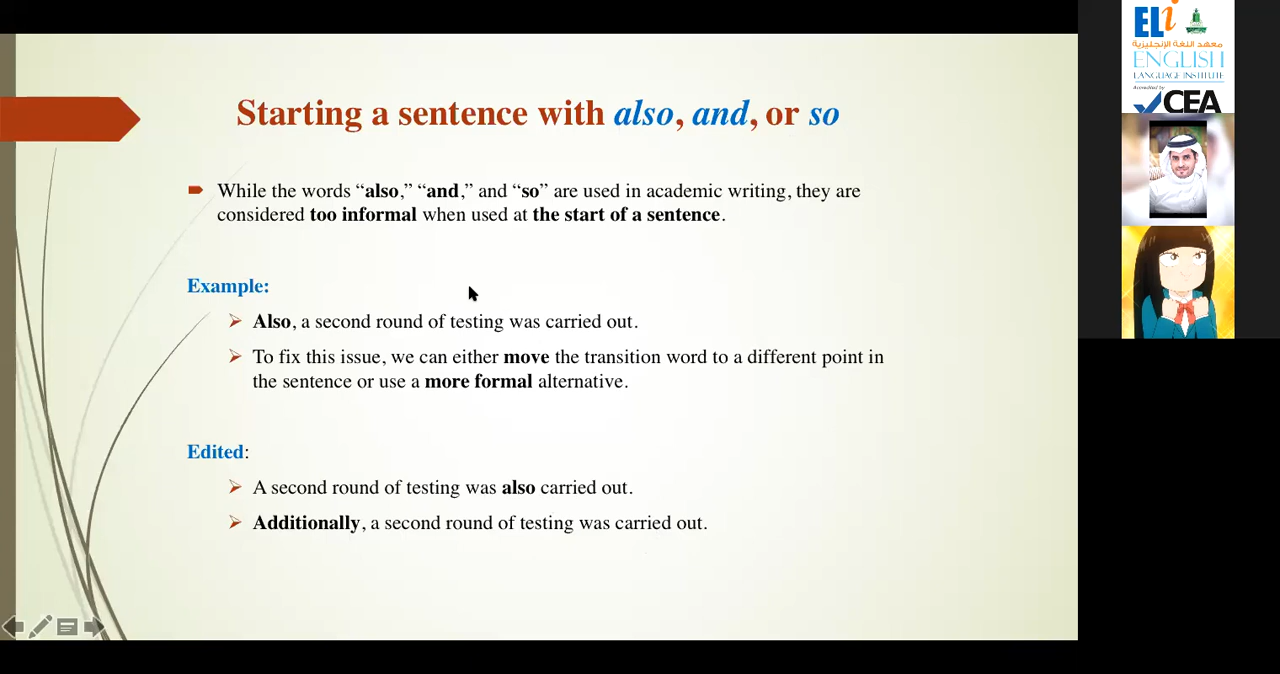 Starting a sentence with also, and, or so
While the words “also,” “and,” and “so” are used in academic writing, they are
considered too informal when used at the start of a sentence.
Example:
Also, a second round of testing was carried out.
To fix this issue, we can either move the transition word to a different point in
the sentence or use a more formal alternative.
Edited:
A second round of testing was also carried out.
Additionally, a second round of testing was carried out.
ELi
معهد اللغة الإنجليزية
ENGLISH
LANGUAGE INSTITUTE
Accredited by
CEA